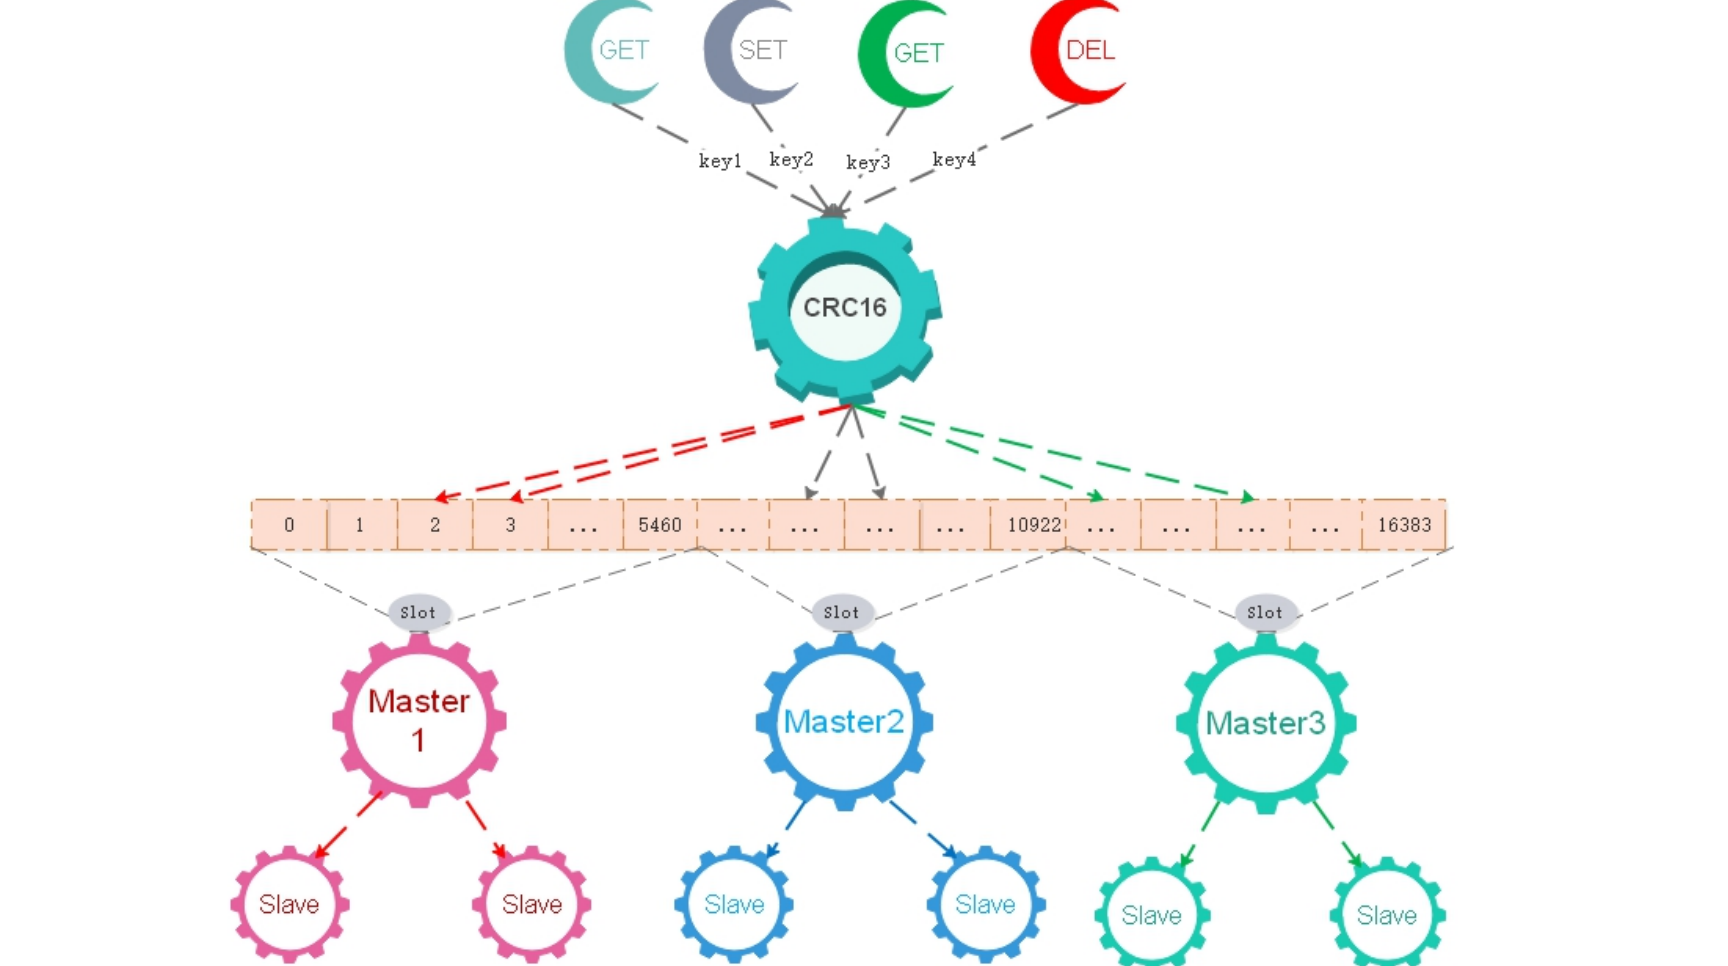 GET SET GET DEL
key1 key2 key3 key4
CRC16
0 1 2 3 ... 5460 ... ... ... ... 10922 ... ... ... ... 16383
Slot Slot Slot
Master
1
Master2 Master3
Slave Slave Slave Slave Slave Slave